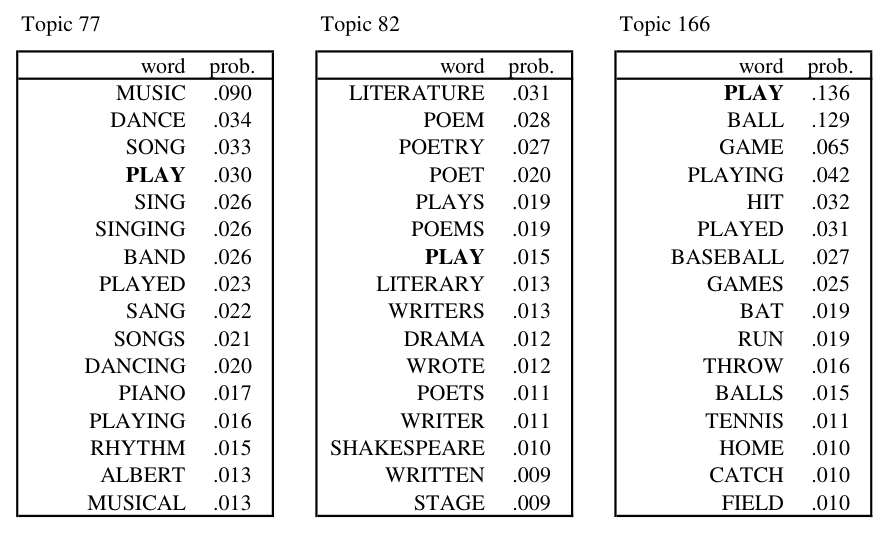 Topic 77
word prob.
MUSIC .090
DANCE .034
SONG .033
PLAY .030
SING .026
SINGING .026
BAND .026
PLAYED .023
SANG .022
SONGS .021
DANCING .020
PIANO .017
PLAYING .016
RHYTHM .015
ALBERT .013
MUSICAL .013
Topic 82
word prob.
LITERATURE .031
POEM .028
POETRY .027
POET .020
PLAYS .019
POEMS .019
PLAY .015
LITERARY .013
WRITERS .013
DRAMA .012
WROTE .012
POETS .011
WRITER .011
SHAKESPEARE .010
WRITTEN .009
STAGE .009
Topic 166
word prob.
PLAY .136
BALL .129
GAME .065
PLAYING .042
HIT .032
PLAYED .031
BASEBALL .027
GAMES .025
BAT .019
RUN .019
THROW .016
BALLS .015
TENNIS .011
HOME .010
CATCH .010
FIELD .010